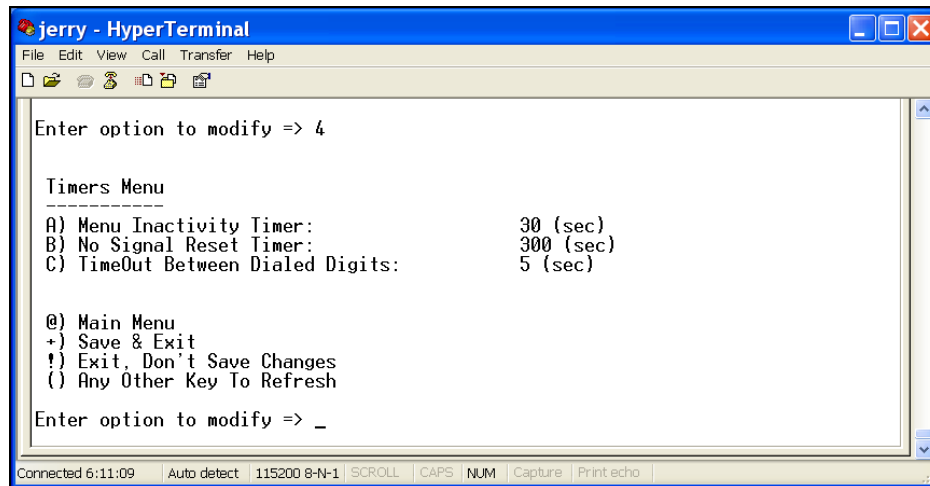 jerry - HyperTerminal
File Edit View Call Transfer Help
Enter option to modify => 4
Timers Menu
-----------
A) Menu Inactivity Timer: 30 (sec)
B) No Signal Reset Timer: 300 (sec)
C) TimeOut Between Dialed Digits: 5 (sec)
@) Main Menu
+) Save & Exit
!) Exit, Don't Save Changes
() Any Other Key To Refresh
Enter option to modify => _
Connected 6:11:09 Auto detect 115200 8-N-1 SCROLL CAPS NUM Capture Print echo